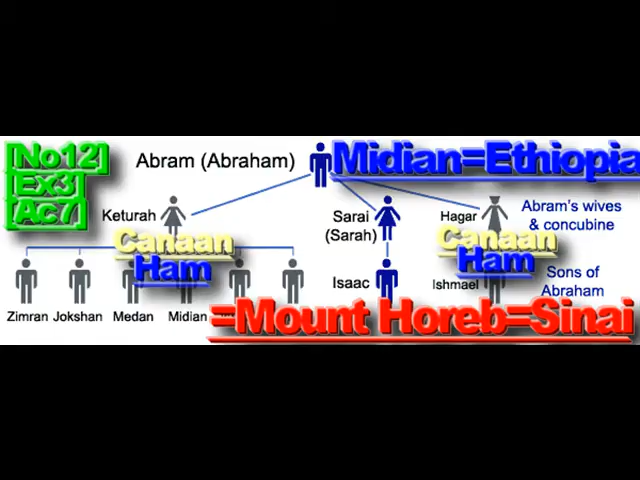 [No12]
[Ex3]
[Ac7]
Abram (Abraham)
Midian=Ethiopia
Keturah
Sarai
(Sarah)
Hagar
Abram's wives
& concubine
Canaan
Ham
Canaan
Ham
Isaac
Ishmael
Sons of
Abraham
Zimran
Jokshan
Medan
Midian
=Mount Horeb=Sinai